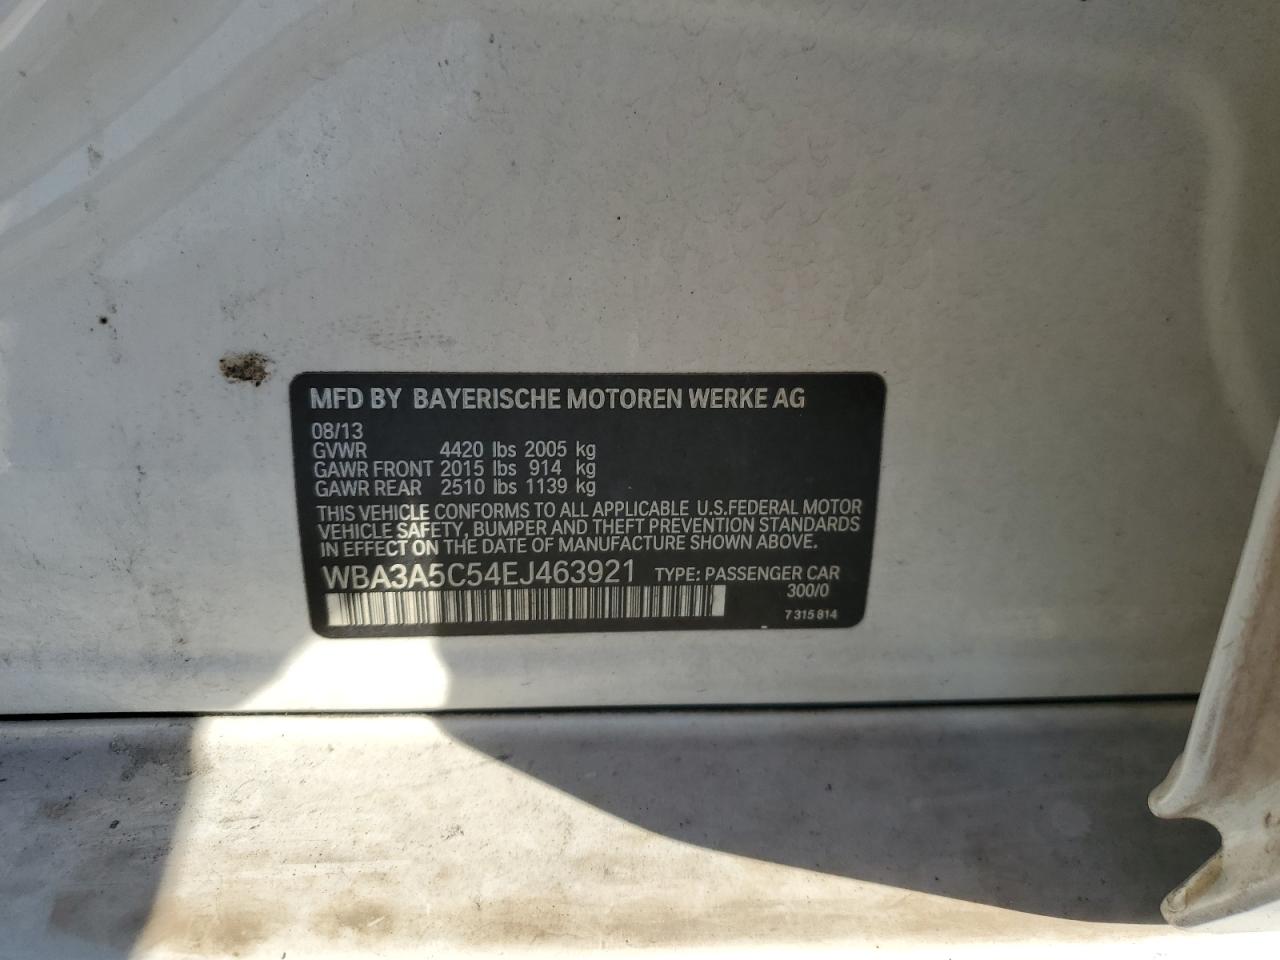 MFD BY BAYERISCHE MOTOREN WERKE AG
08/13
GVWR 4420 lbs 2005 kg
GAWR FRONT 2015 lbs 914 kg
GAWR REAR 2510 lbs 1139 kg
THIS VEHICLE CONFORMS TO ALL APPLICABLE U.S.FEDERAL MOTOR
VEHICLE SAFETY, BUMPER AND THEFT PREVENTION STANDARDS
IN EFFECT ON THE DATE OF MANUFACTURE SHOWN ABOVE.
WBA3A5C54EJ463921 TYPE: PASSENGER CAR
300/0
7 315 814